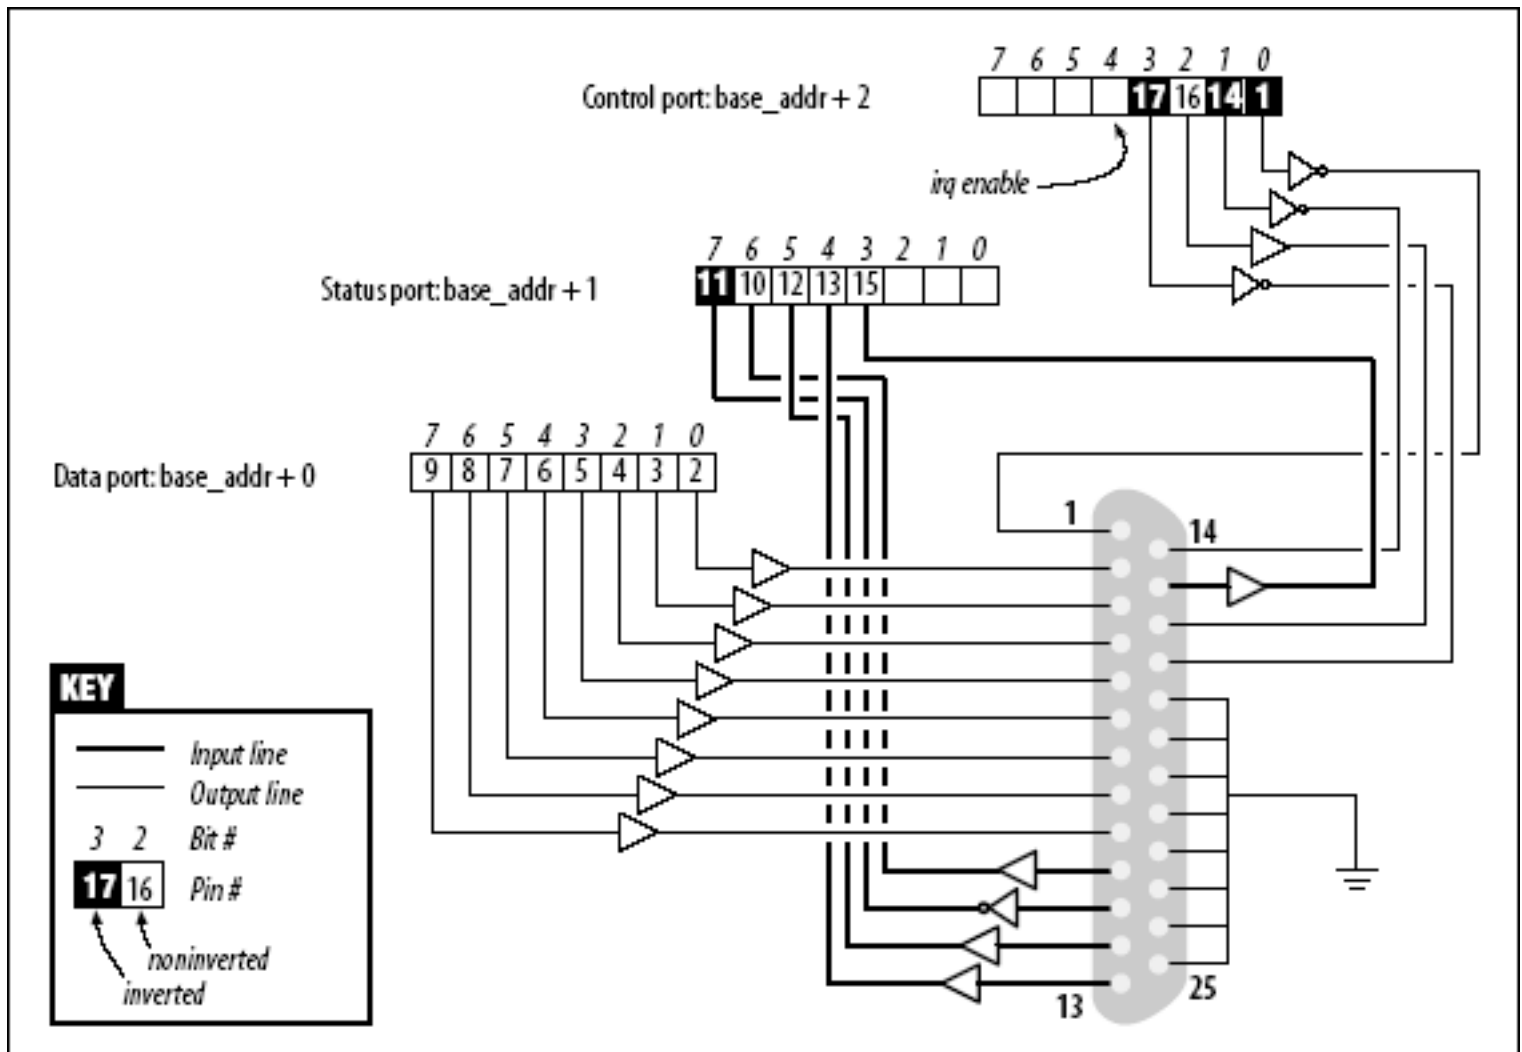 7 6 5 4 3 2 1 0
Control port: base_addr + 2
17 16 14 1
irq enable
7 6 5 4 3 2 1 0
Status port: base_addr + 1
11 10 12 13 15
7 6 5 4 3 2 1 0
Data port: base_addr + 0
9 8 7 6 5 4 3 2
1
14
KEY
Input line
Output line
3 2 Bit #
17 16 Pin #
noninverted
inverted
13
25